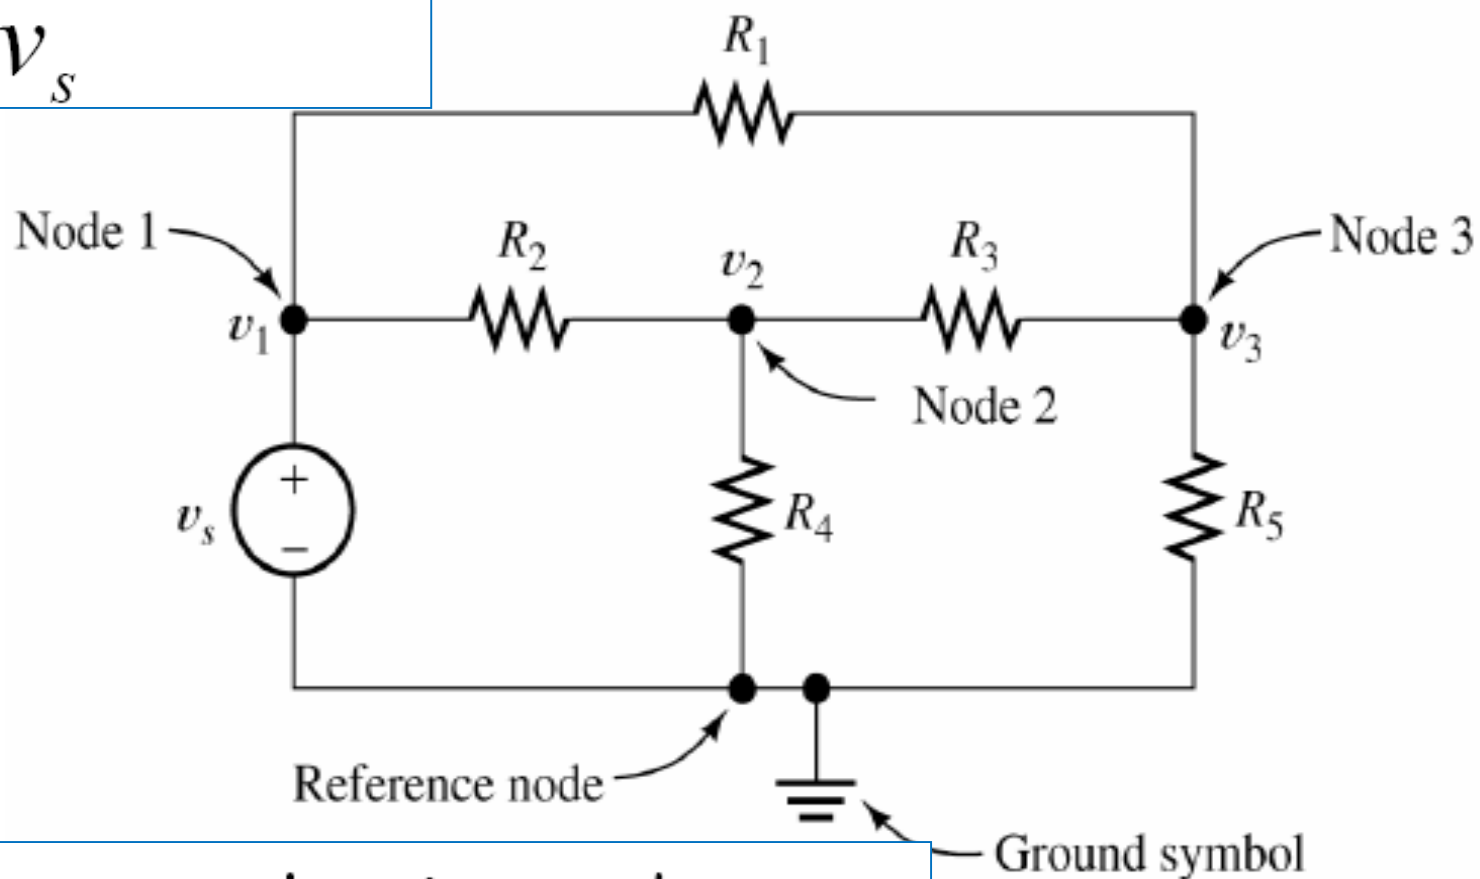 v_s
R_1
Node 1
R_2
v_2
R_3
Node 3
v_1
v_3
Node 2
+
v_s
−
R_4
R_5
Reference node
Ground symbol